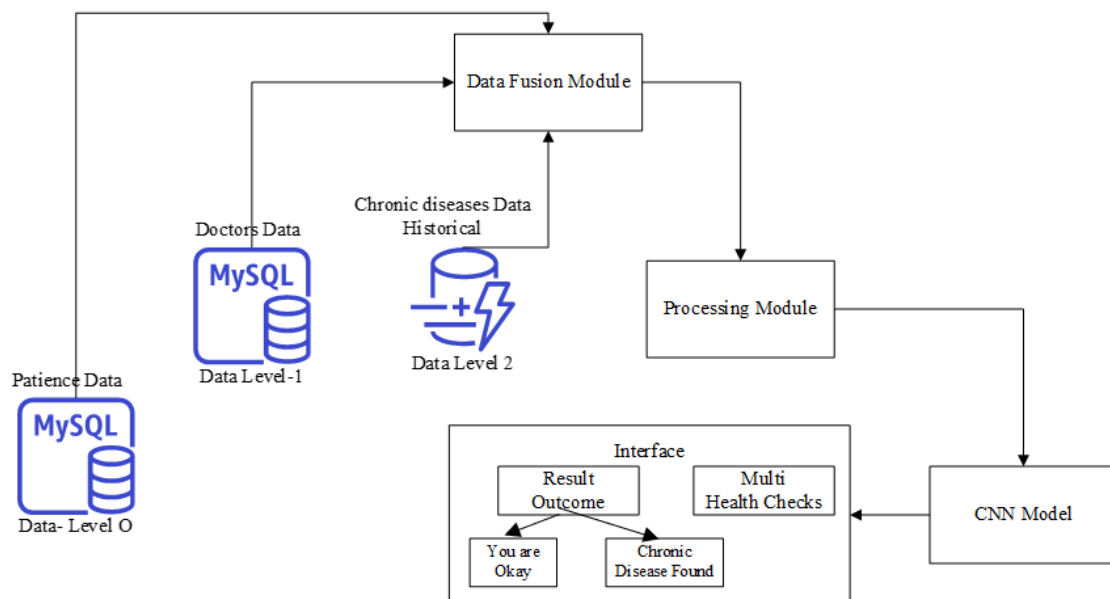 Data Fusion Module
Chronic diseases Data
Historical
Doctors Data
MySQL
Data Level-1
Data Level 2
Processing Module
Patience Data
MySQL
Data- Level O
Interface
Result
Outcome
Multi
Health Checks
You are
Okay
Chronic
Disease Found
CNN Model